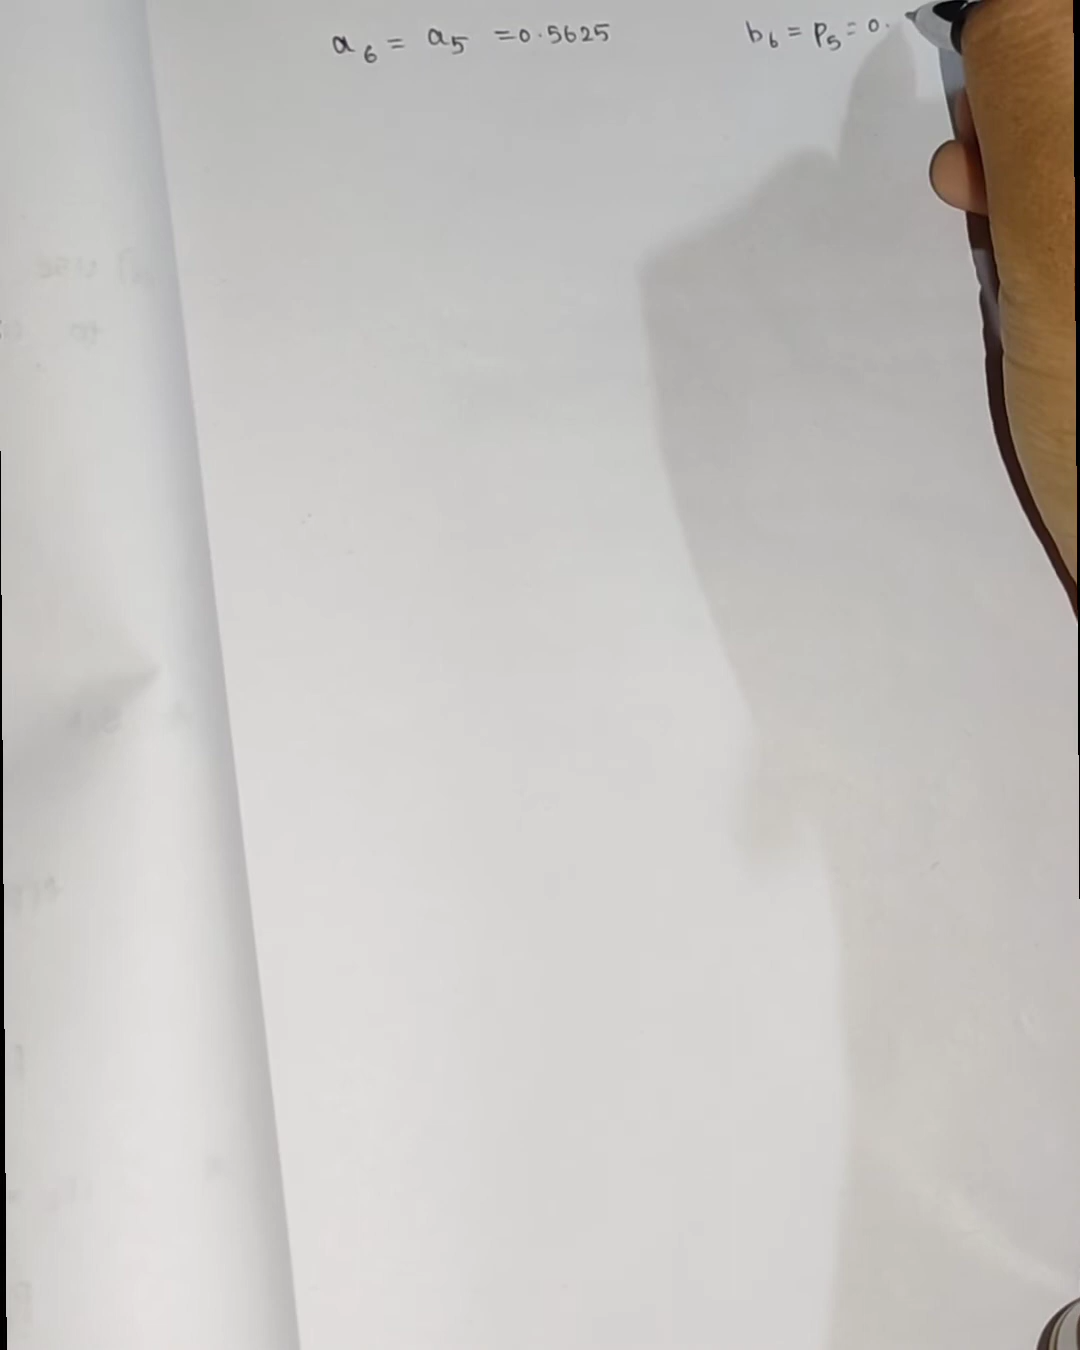 a₆ = a₅ = 0.5625 b₆ = p₅ = 0.